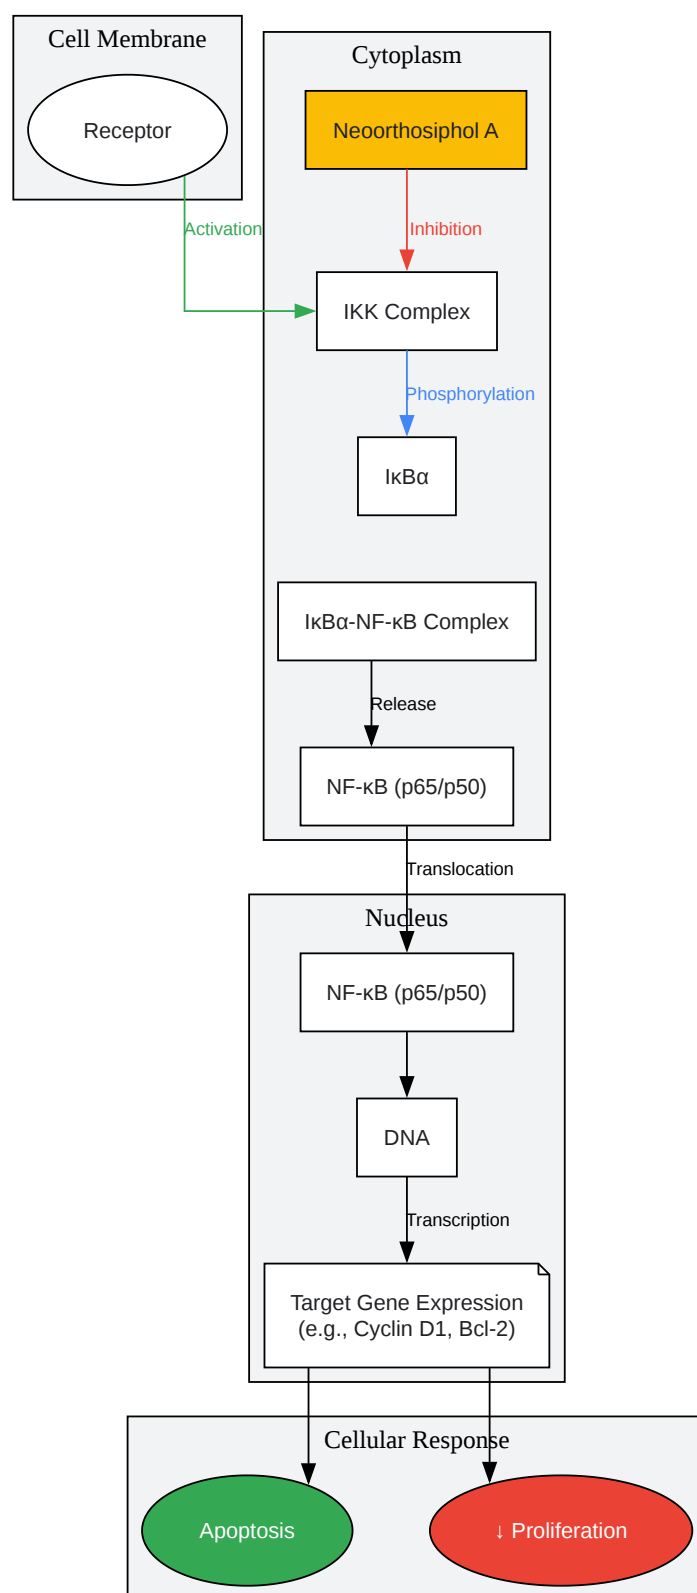 Cell Membrane
Receptor
Cytoplasm
Neoorthosiphol A
Activation
Inhibition
IKK Complex
Phosphorylation
IκBα
IκBα-NF-κB Complex
Release
NF-κB (p65/p50)
Translocation
Nucleus
NF-κB (p65/p50)
DNA
Transcription
Target Gene Expression
(e.g., Cyclin D1, Bcl-2)
Cellular Response
Apoptosis
↓ Proliferation